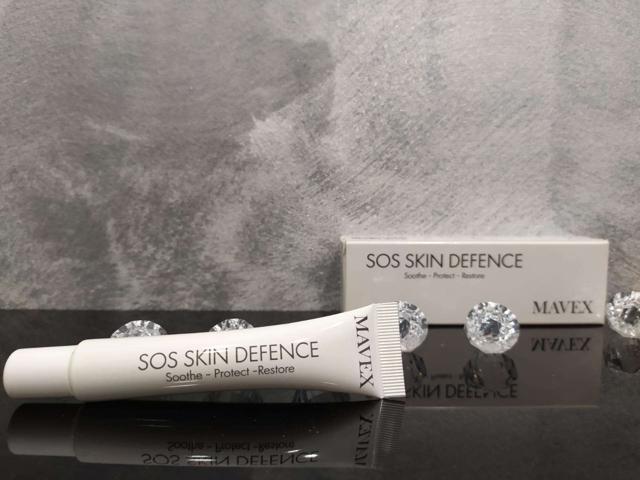 SOS SKIN DEFENCE
Soothe - Protect - Restore
MAVEX
SOS SKIN DEFENCE
Soothe - Protect -Restore
MAVEX